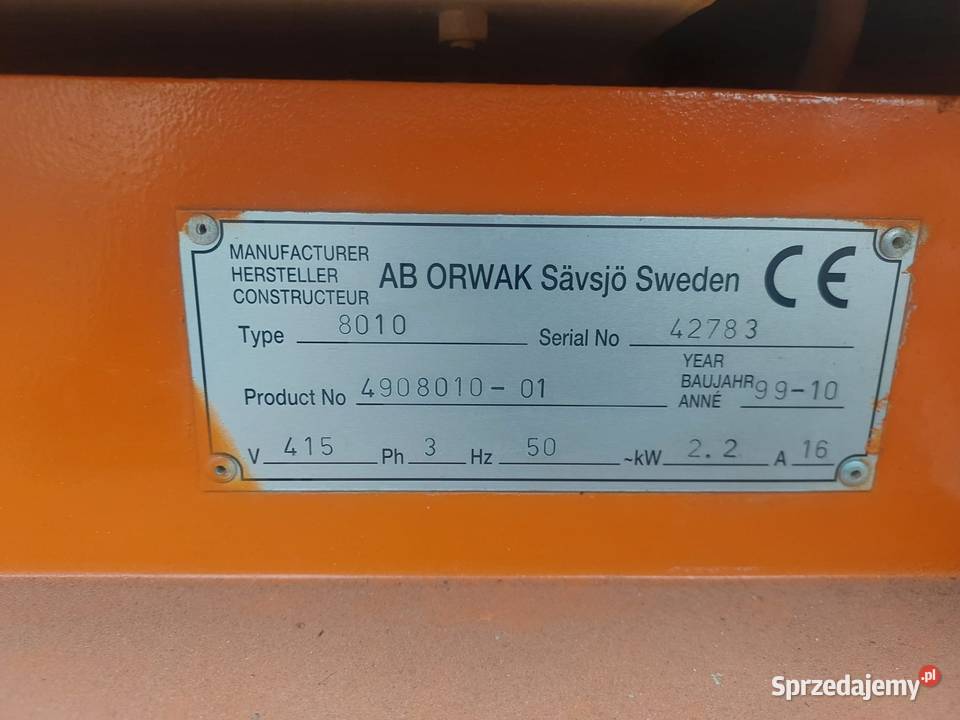 MANUFACTURER
HERSTELLER
CONSTRUCTEUR
AB ORWAK Sävsjö Sweden
CE
Type 8010
Serial No 42783
Product No 4908010-01
YEAR
BAUJAHR
ANNÉ
99-10
V 415 Ph 3 Hz 50 ~kW 2.2 A 16
Sprzedajemy.pl